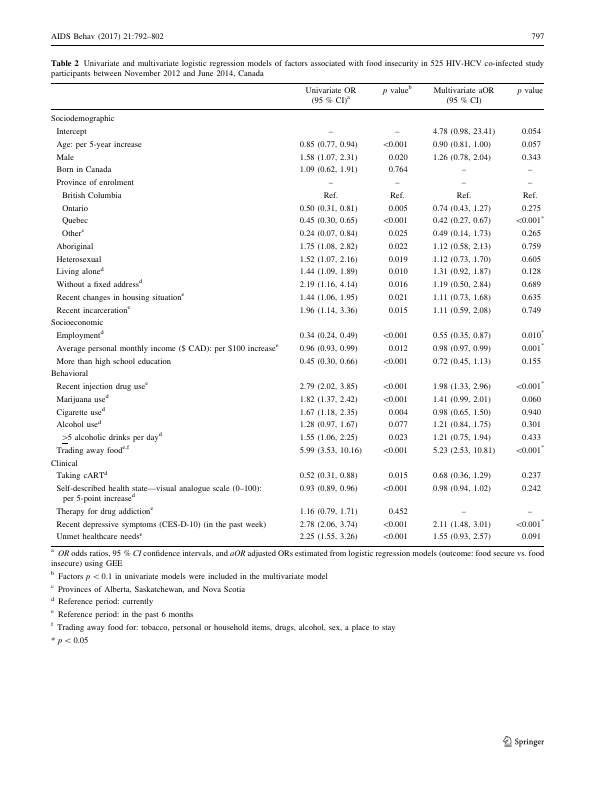 AIDS Behav (2017) 21:792–802 797
Table 2 Univariate and multivariate logistic regression models of factors associated with food insecurity in 525 HIV-HCV co-infected study
participants between November 2012 and June 2014, Canada
Univariate OR p value^b Multivariate aOR p value
(95 % CI)^a (95 % CI)
Sociodemographic
Intercept – – 4.78 (0.98, 23.41) 0.054
Age: per 5-year increase 0.85 (0.77, 0.94) <0.001 0.90 (0.81, 1.00) 0.057
Male 1.58 (1.07, 2.31) 0.020 1.26 (0.78, 2.04) 0.343
Born in Canada 1.09 (0.62, 1.91) 0.764 – –
Province of enrolment – – – –
British Columbia Ref. Ref. Ref. Ref.
Ontario 0.50 (0.31, 0.81) 0.005 0.74 (0.43, 1.27) 0.275
Quebec 0.45 (0.30, 0.65) <0.001 0.42 (0.27, 0.67) <0.001*
Other^c 0.24 (0.07, 0.84) 0.025 0.49 (0.14, 1.73) 0.265
Aboriginal 1.75 (1.08, 2.82) 0.022 1.12 (0.58, 2.13) 0.759
Heterosexual 1.52 (1.07, 2.16) 0.019 1.12 (0.73, 1.70) 0.605
Living alone^d 1.44 (1.09, 1.89) 0.010 1.31 (0.92, 1.87) 0.128
Without a fixed address^d 2.19 (1.16, 4.14) 0.016 1.19 (0.50, 2.84) 0.689
Recent changes in housing situation^e 1.44 (1.06, 1.95) 0.021 1.11 (0.73, 1.68) 0.635
Recent incarceration^e 1.96 (1.14, 3.36) 0.015 1.11 (0.59, 2.08) 0.749
Socioeconomic
Employment^d 0.34 (0.24, 0.49) <0.001 0.55 (0.35, 0.87) 0.010*
Average personal monthly income ($ CAD): per $100 increase^e 0.96 (0.93, 0.99) 0.012 0.98 (0.97, 0.99) 0.001*
More than high school education 0.45 (0.30, 0.66) <0.001 0.72 (0.45, 1.13) 0.155
Behavioral
Recent injection drug use^e 2.79 (2.02, 3.85) <0.001 1.98 (1.33, 2.96) <0.001*
Marijuana use^d 1.82 (1.37, 2.42) <0.001 1.41 (0.99, 2.01) 0.060
Cigarette use^d 1.67 (1.18, 2.35) 0.004 0.98 (0.65, 1.50) 0.940
Alcohol use^d 1.28 (0.97, 1.67) 0.077 1.21 (0.84, 1.75) 0.301
≥5 alcoholic drinks per day^d 1.55 (1.06, 2.25) 0.023 1.21 (0.75, 1.94) 0.433
Trading away food^e,f 5.99 (3.53, 10.16) <0.001 5.23 (2.53, 10.81) <0.001*
Clinical
Taking cART^d 0.52 (0.31, 0.88) 0.015 0.68 (0.36, 1.29) 0.237
Self-described health state—visual analogue scale (0–100): 0.93 (0.89, 0.96) <0.001 0.98 (0.94, 1.02) 0.242
per 5-point increase^d
Therapy for drug addiction^e 1.16 (0.79, 1.71) 0.452 – –
Recent depressive symptoms (CES-D-10) (in the past week) 2.78 (2.06, 3.74) <0.001 2.11 (1.48, 3.01) <0.001*
Unmet healthcare needs^e 2.25 (1.55, 3.26) <0.001 1.55 (0.93, 2.57) 0.091
^a OR odds ratios, 95 % CI confidence intervals, and aOR adjusted ORs estimated from logistic regression models (outcome: food secure vs. food
insecure) using GEE
^b Factors p < 0.1 in univariate models were included in the multivariate model
^c Provinces of Alberta, Saskatchewan, and Nova Scotia
^d Reference period: currently
^e Reference period: in the past 6 months
^f Trading away food for: tobacco, personal or household items, drugs, alcohol, sex, a place to stay
* p < 0.05
Springer